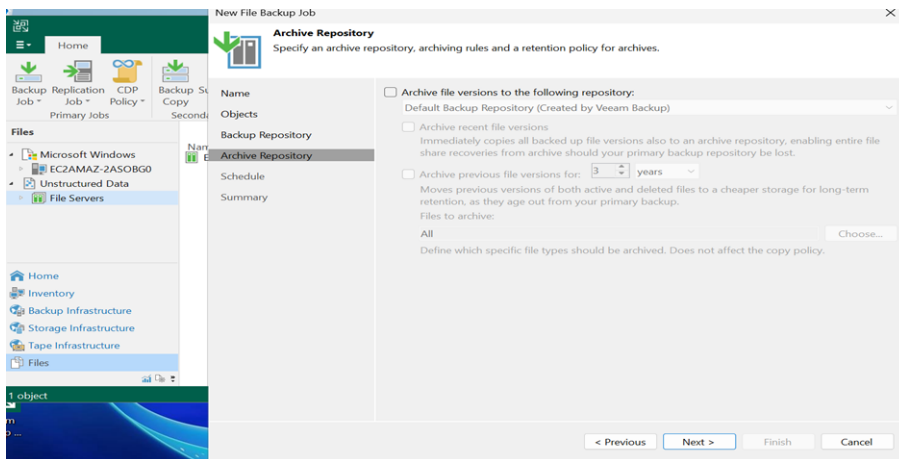 New File Backup Job
Archive Repository
Specify an archive repository, archiving rules and a retention policy for archives.
Home
Backup Job
Replication Job
CDP Policy
Backup Copy
Primary Jobs
Files
Microsoft Windows
EC2AMAZ-2ASOBG0
Unstructured Data
File Servers
Home
Inventory
Backup Infrastructure
Storage Infrastructure
Tape Infrastructure
Files
1 object
Name
Objects
Backup Repository
Archive Repository
Schedule
Summary
Archive file versions to the following repository:
Default Backup Repository (Created by Veeam Backup)
Archive recent file versions
Immediately copies all backed up file versions also to an archive repository, enabling entire file
share recoveries from archive should your primary backup repository be lost.
Archive previous file versions for: 3 years
Moves previous versions of both active and deleted files to a cheaper storage for long-term
retention, as they age out from your primary backup.
Files to archive:
All
Choose...
Define which specific file types should be archived. Does not affect the copy policy.
< Previous
Next >
Finish
Cancel